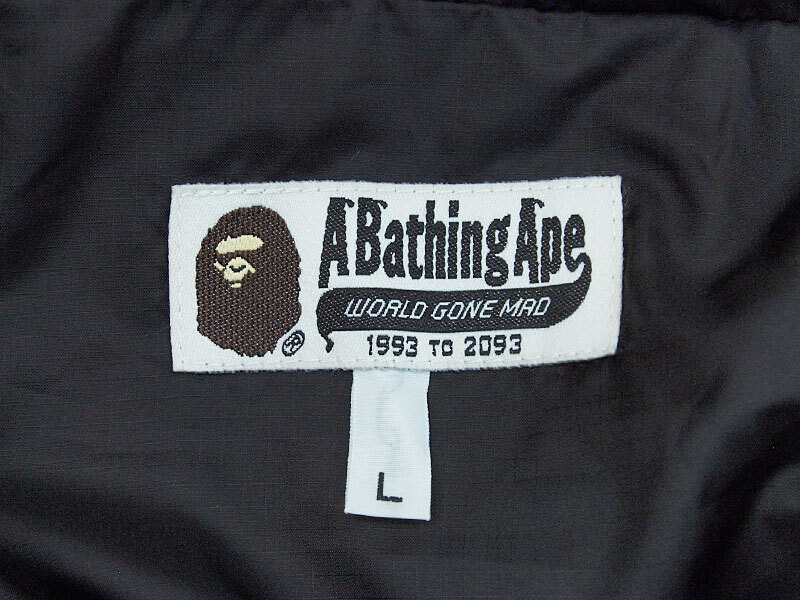 A Bathing Ape
®
WORLD GONE MAD
1993 TO 2093
L